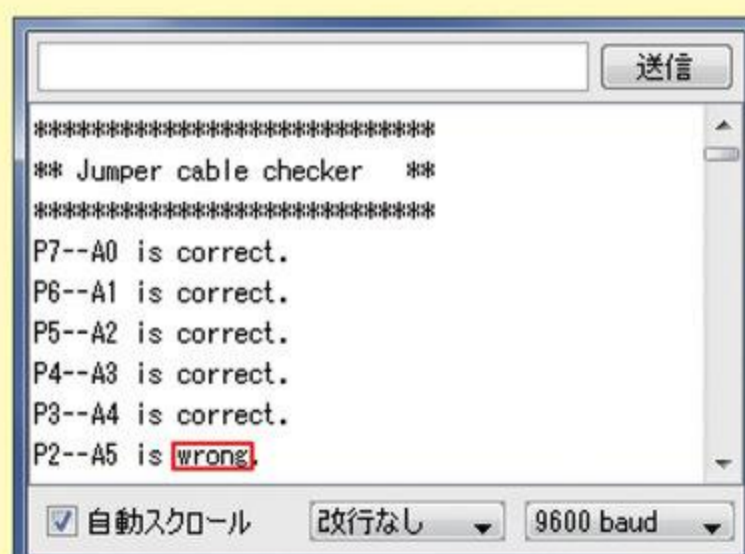 送信
****************************
** Jumper cable checker   **
****************************
P7--A0 is correct.
P6--A1 is correct.
P5--A2 is correct.
P4--A3 is correct.
P3--A4 is correct.
P2--A5 is wrong.
自動スクロール 改行なし 9600 baud